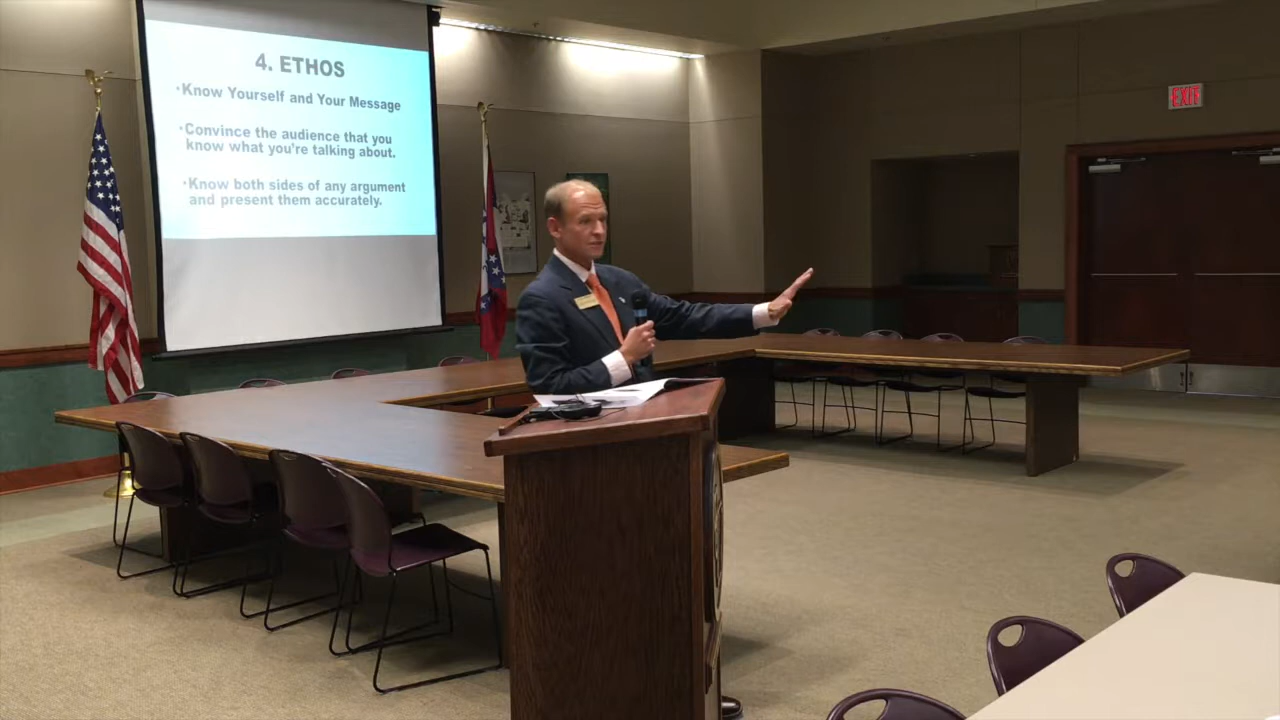 4. ETHOS
·Know Yourself and Your Message
·Convince the audience that you
know what you're talking about.
·Know both sides of any argument
and present them accurately.
EXIT